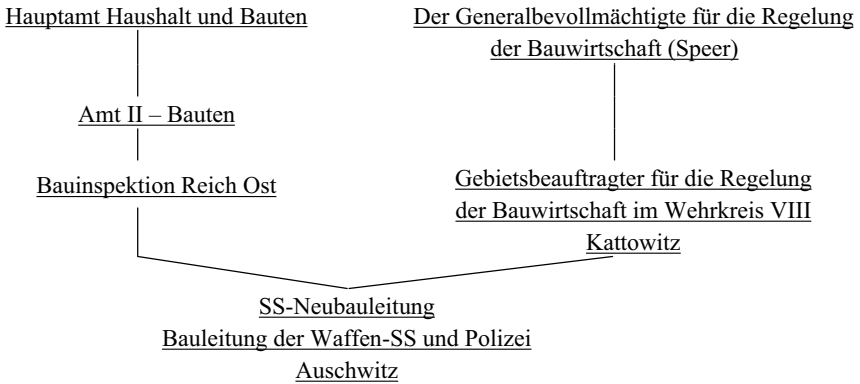 Hauptamt Haushalt und Bauten
Amt II – Bauten
Bauinspektion Reich Ost
Der Generalbevollmächtigte für die Regelung
der Bauwirtschaft (Speer)
Gebietsbeauftragter für die Regelung
der Bauwirtschaft im Wehrkreis VIII
Kattowitz
SS-Neubauleitung
Bauleitung der Waffen-SS und Polizei
Auschwitz